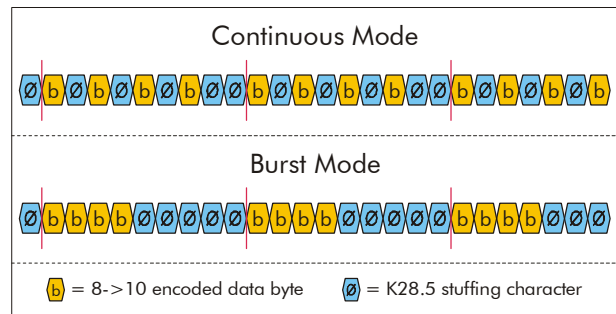 Continuous Mode
Ø b Ø b Ø b Ø b Ø Ø b Ø b Ø b Ø b Ø Ø b Ø b Ø b Ø b
Burst Mode
Ø b b b b Ø Ø Ø Ø Ø b b b b Ø Ø Ø Ø Ø b b b b Ø Ø Ø
b = 8->10 encoded data byte Ø = K28.5 stuffing character